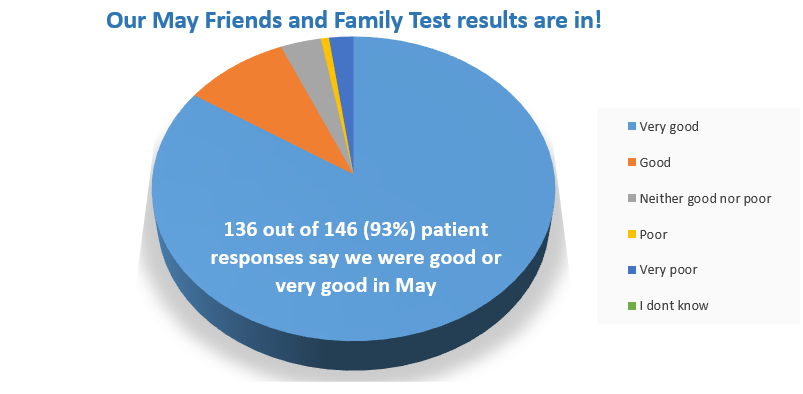 Our May Friends and Family Test results are in!
136 out of 146 (93%) patient
responses say we were good or
very good in May
Very good
Good
Neither good nor poor
Poor
Very poor
I dont know